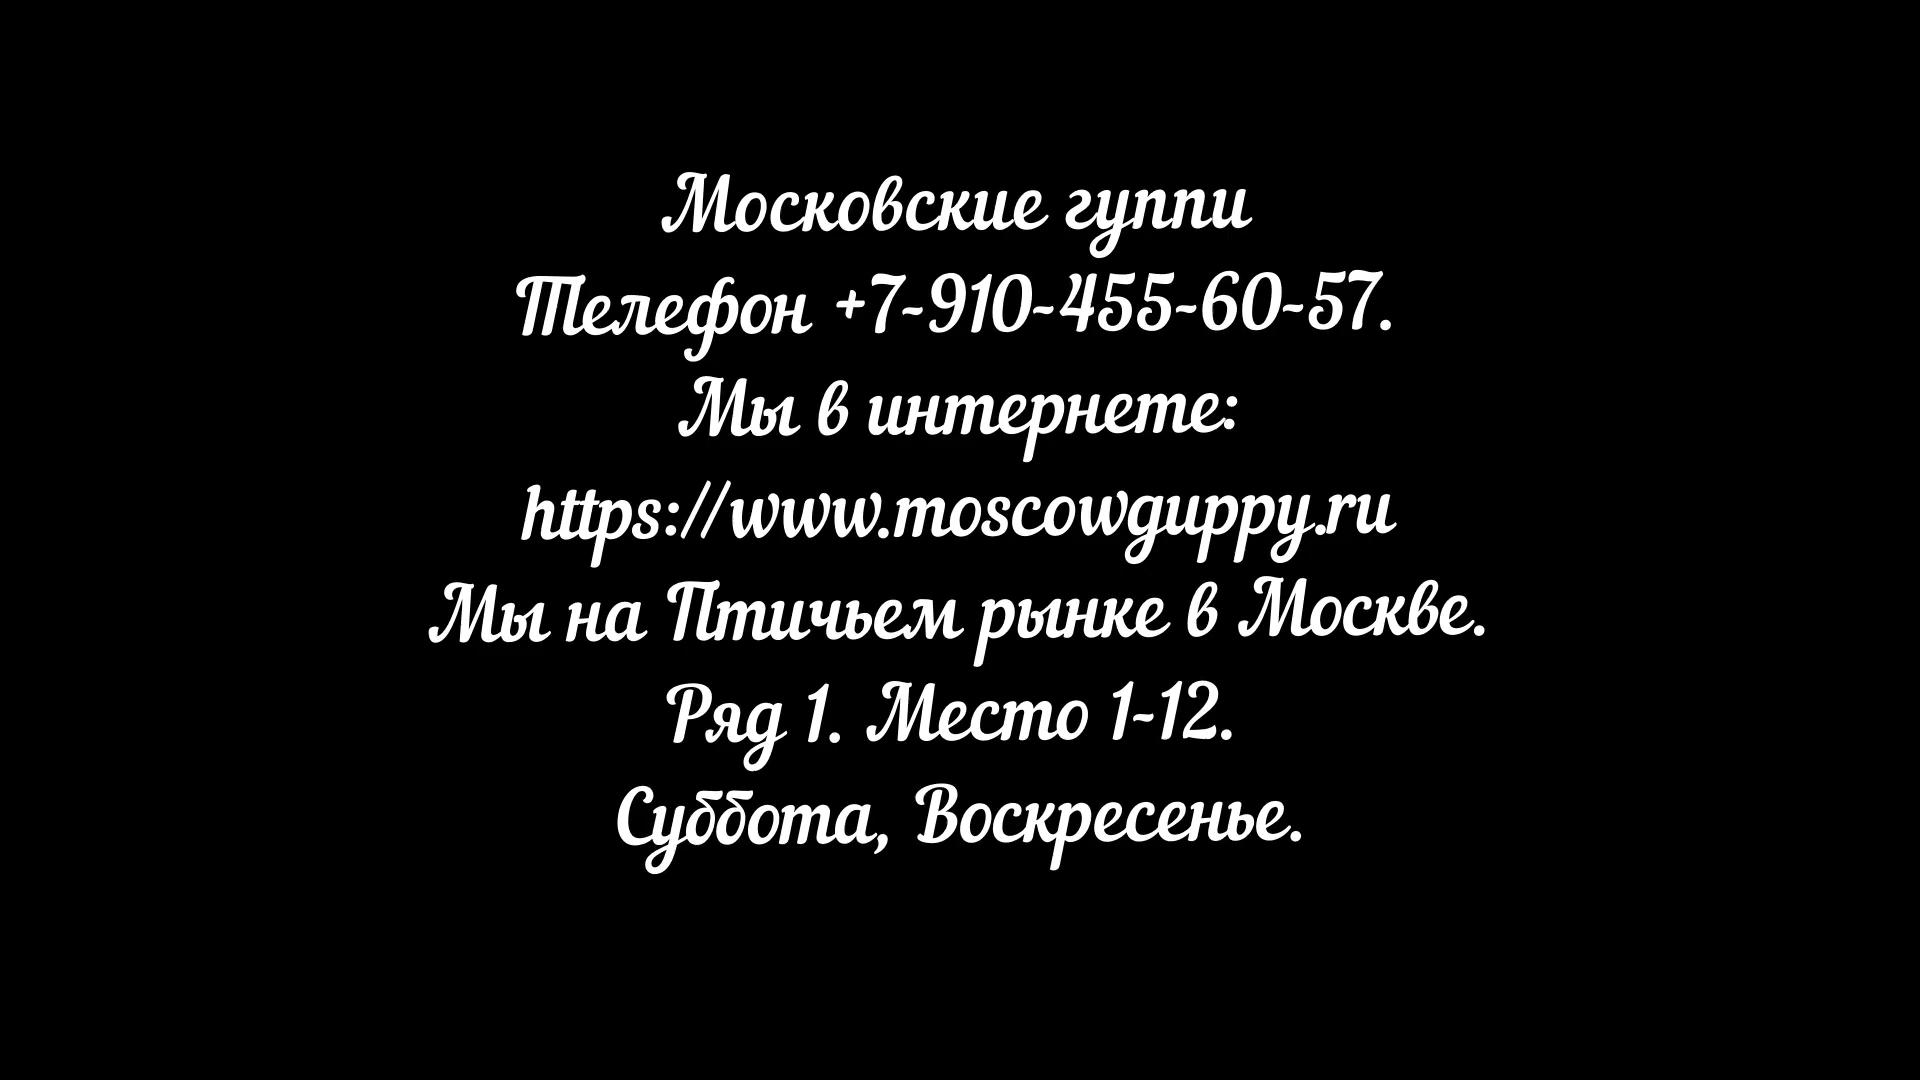 Московские гуппи
Телефон +7-910-455-60-57.
Мы в интернете:
https://www.moscowguppy.ru
Мы на Птичьем рынке в Москве.
Ряд 1. Место 1-12.
Суббота, Воскресенье.